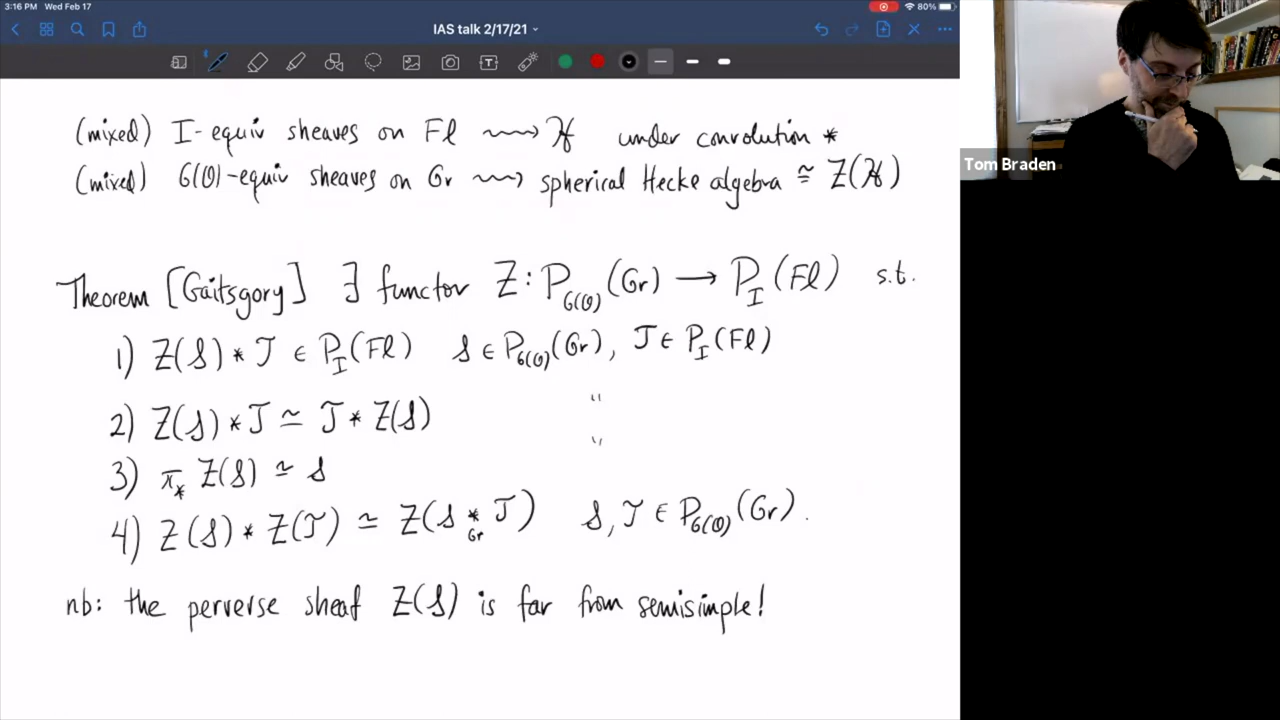 3:16 PM Wed Feb 17
80%
IAS talk 2/17/21
(mixed) I-equiv sheaves on Fℓ ⇝ ℋ under convolution *
(mixed) G(O)-equiv sheaves on Gr ⇝ spherical Hecke algebra ≅ Z(ℋ)
Tom Braden
Theorem [Gaitsgory] ∃ functor Z: P_{G(O)}(Gr) → P_I(Fℓ) s.t.
1) Z(S) * T ∈ P_I(Fℓ) S ∈ P_{G(O)}(Gr), T ∈ P_I(Fℓ)
2) Z(S) * T ≃ T * Z(S) "
3) π_* Z(S) ≃ S "
4) Z(S) * Z(T) ≃ Z(S *_{Gr} T) S, T ∈ P_{G(O)}(Gr).
nb: the perverse sheaf Z(S) is far from semisimple!